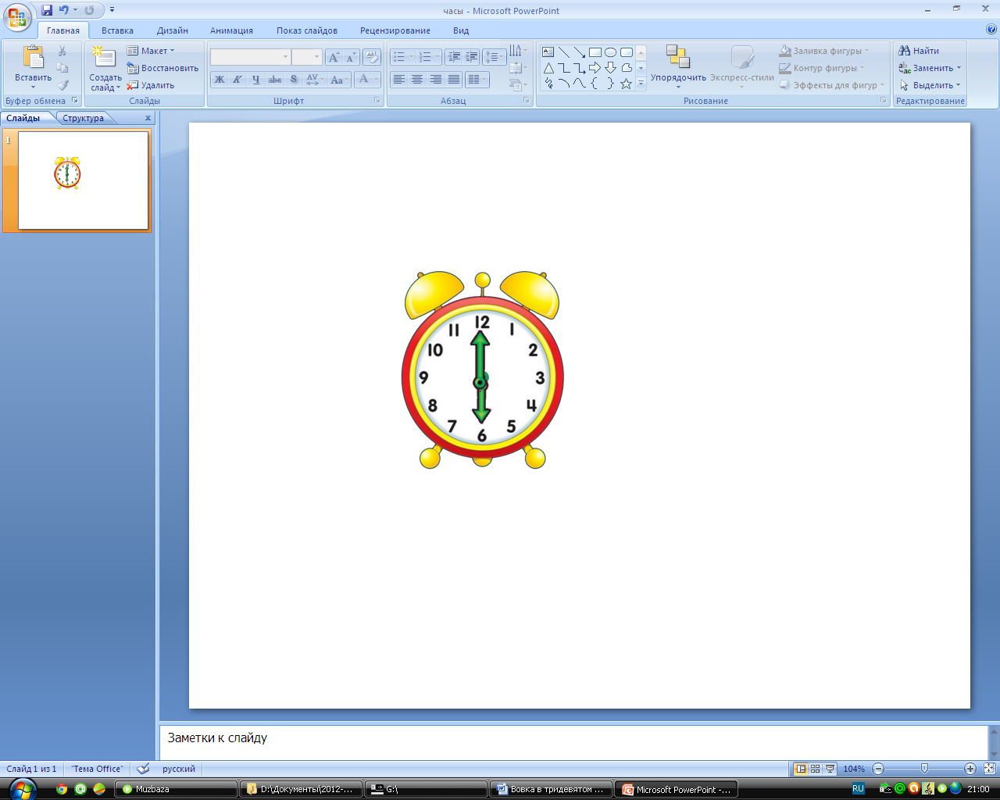 часы - Microsoft PowerPoint
Главная Вставка Дизайн Анимация Показ слайдов Рецензирование Вид
Вставить
Буфер обмена
Создать слайд
Макет
Восстановить
Удалить
Слайды
Ж К Ч abc S AV Aa A
Шрифт
Абзац
Упорядочить
Экспресс-стили
Заливка фигуры
Контур фигуры
Эффекты для фигур
Рисование
Найти
Заменить
Выделить
Редактирование
Слайды Структура
1
12
11 1
10 2
9 3
8 4
7 5
6
Заметки к слайду
Слайд 1 из 1 "Тема Office" русский 104%
Muzbaza D:\Документы\2012-... G:\ Вовка в тридевятом ... Microsoft PowerPoint -... RU 21:00